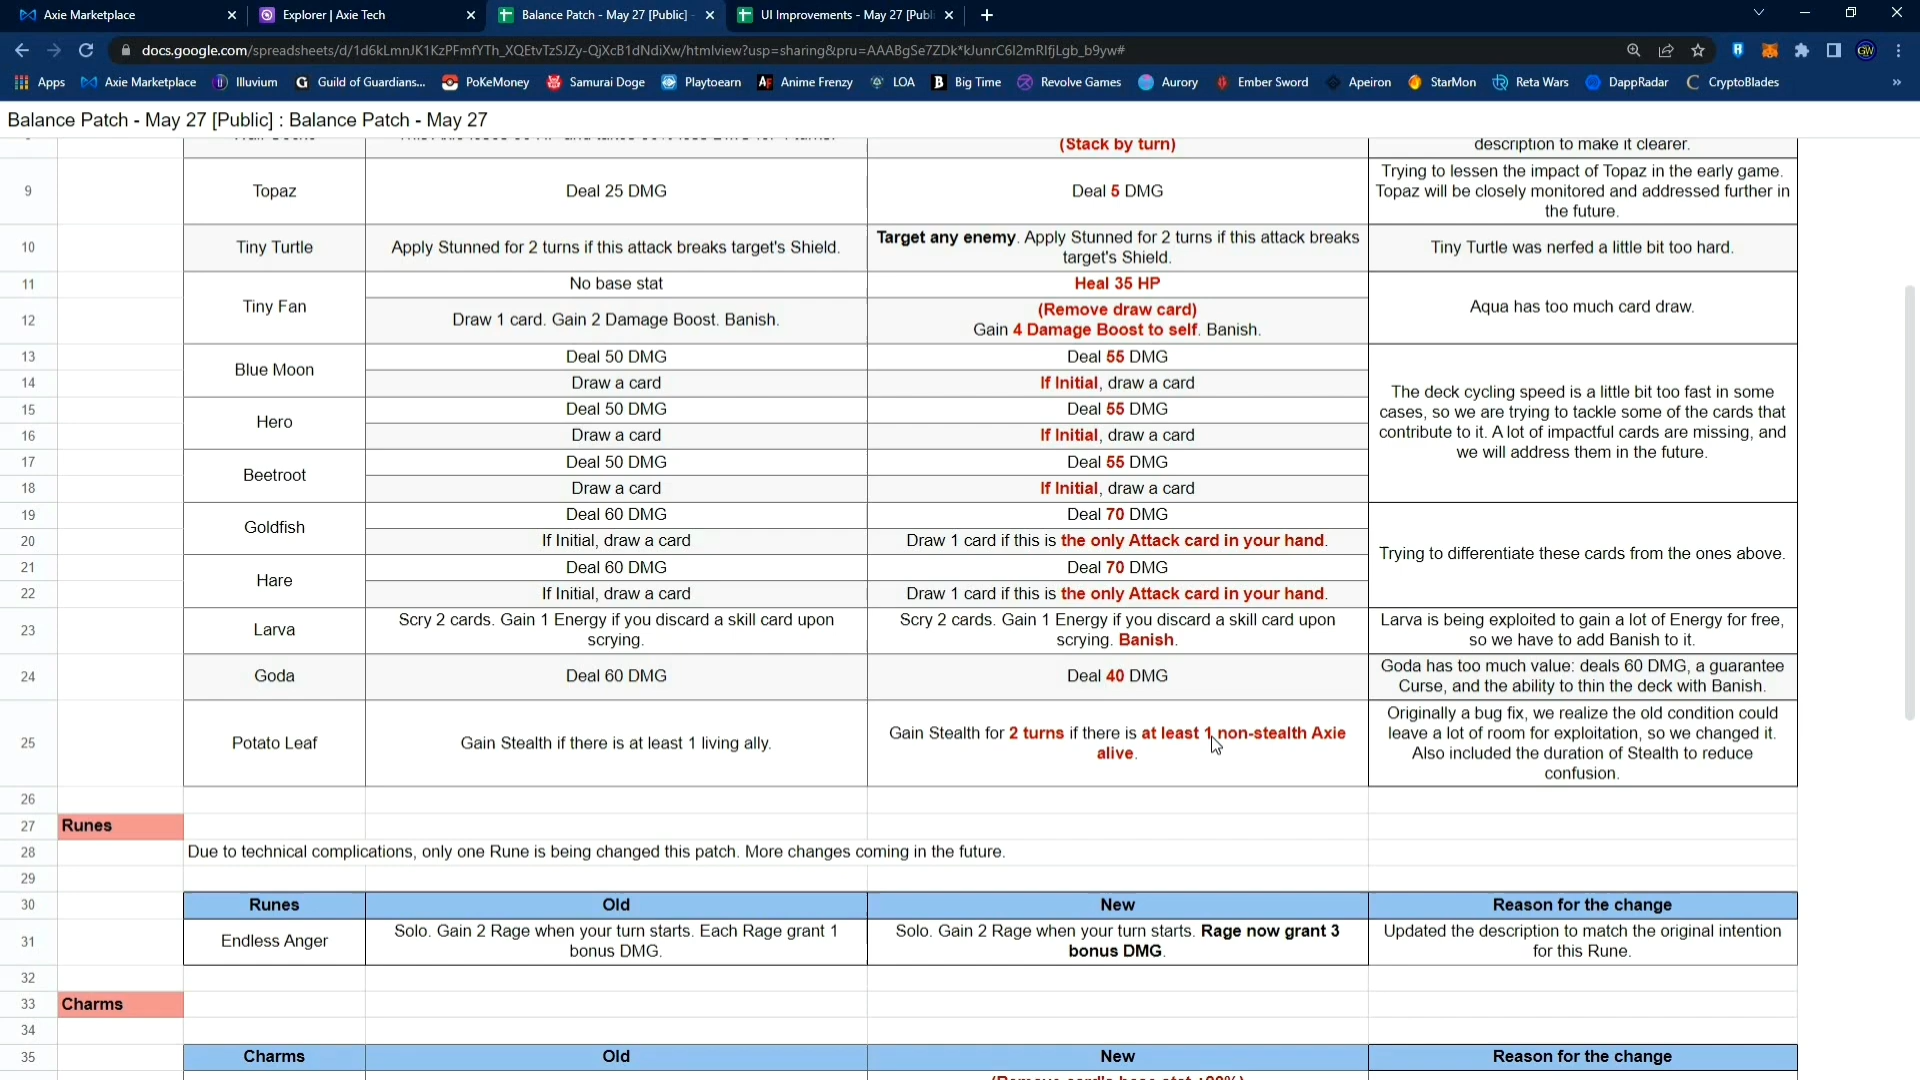 Axie Marketplace
Explorer | Axie Tech
Balance Patch - May 27 [Public]
UI Improvements - May 27 [Publi
docs.google.com/spreadsheets/d/1d6kLmnJK1KzPFmfYTh_XQEtvTzSJZy-QjXcB1dNdiXw/htmlview?usp=sharing&pru=AAABgSe7ZDk*kJunrC6I2mRIfjLgb_b9yw#
GW
Apps
Axie Marketplace
Illuvium
Guild of Guardians...
PoKeMoney
Samurai Doge
Playtoearn
Anime Frenzy
LOA
Big Time
Revolve Games
Aurory
Ember Sword
Apeiron
StarMon
Reta Wars
DappRadar
CryptoBlades
»
Balance Patch - May 27 [Public] : Balance Patch - May 27
(Stack by turn)
description to make it clearer.
9
Topaz
Deal 25 DMG
Deal 5 DMG
Trying to lessen the impact of Topaz in the early game.
Topaz will be closely monitored and addressed further in
the future.
10
Tiny Turtle
Apply Stunned for 2 turns if this attack breaks target's Shield.
Target any enemy. Apply Stunned for 2 turns if this attack breaks
target's Shield.
Tiny Turtle was nerfed a little bit too hard.
11
Tiny Fan
No base stat
Heal 35 HP
Aqua has too much card draw.
12
Draw 1 card. Gain 2 Damage Boost. Banish.
(Remove draw card)
Gain 4 Damage Boost to self. Banish.
13
Blue Moon
Deal 50 DMG
Deal 55 DMG
14
Draw a card
If Initial, draw a card
The deck cycling speed is a little bit too fast in some
cases, so we are trying to tackle some of the cards that
contribute to it. A lot of impactful cards are missing, and
we will address them in the future.
15
Hero
Deal 50 DMG
Deal 55 DMG
16
Draw a card
If Initial, draw a card
17
Beetroot
Deal 50 DMG
Deal 55 DMG
18
Draw a card
If Initial, draw a card
19
Goldfish
Deal 60 DMG
Deal 70 DMG
20
If Initial, draw a card
Draw 1 card if this is the only Attack card in your hand.
Trying to differentiate these cards from the ones above.
21
Hare
Deal 60 DMG
Deal 70 DMG
22
If Initial, draw a card
Draw 1 card if this is the only Attack card in your hand.
23
Larva
Scry 2 cards. Gain 1 Energy if you discard a skill card upon
scrying.
Scry 2 cards. Gain 1 Energy if you discard a skill card upon
scrying. Banish.
Larva is being exploited to gain a lot of Energy for free,
so we have to add Banish to it.
24
Goda
Deal 60 DMG
Deal 40 DMG
Goda has too much value: deals 60 DMG, a guarantee
Curse, and the ability to thin the deck with Banish.
25
Potato Leaf
Gain Stealth if there is at least 1 living ally.
Gain Stealth for 2 turns if there is at least 1 non-stealth Axie
alive.
Originally a bug fix, we realize the old condition could
leave a lot of room for exploitation, so we changed it.
Also included the duration of Stealth to reduce
confusion.
26
27
Runes
28
Due to technical complications, only one Rune is being changed this patch. More changes coming in the future.
29
30
Runes
Old
New
Reason for the change
31
Endless Anger
Solo. Gain 2 Rage when your turn starts. Each Rage grant 1
bonus DMG.
Solo. Gain 2 Rage when your turn starts. Rage now grant 3
bonus DMG.
Updated the description to match the original intention
for this Rune.
32
33
Charms
34
35
Charms
Old
New
Reason for the change